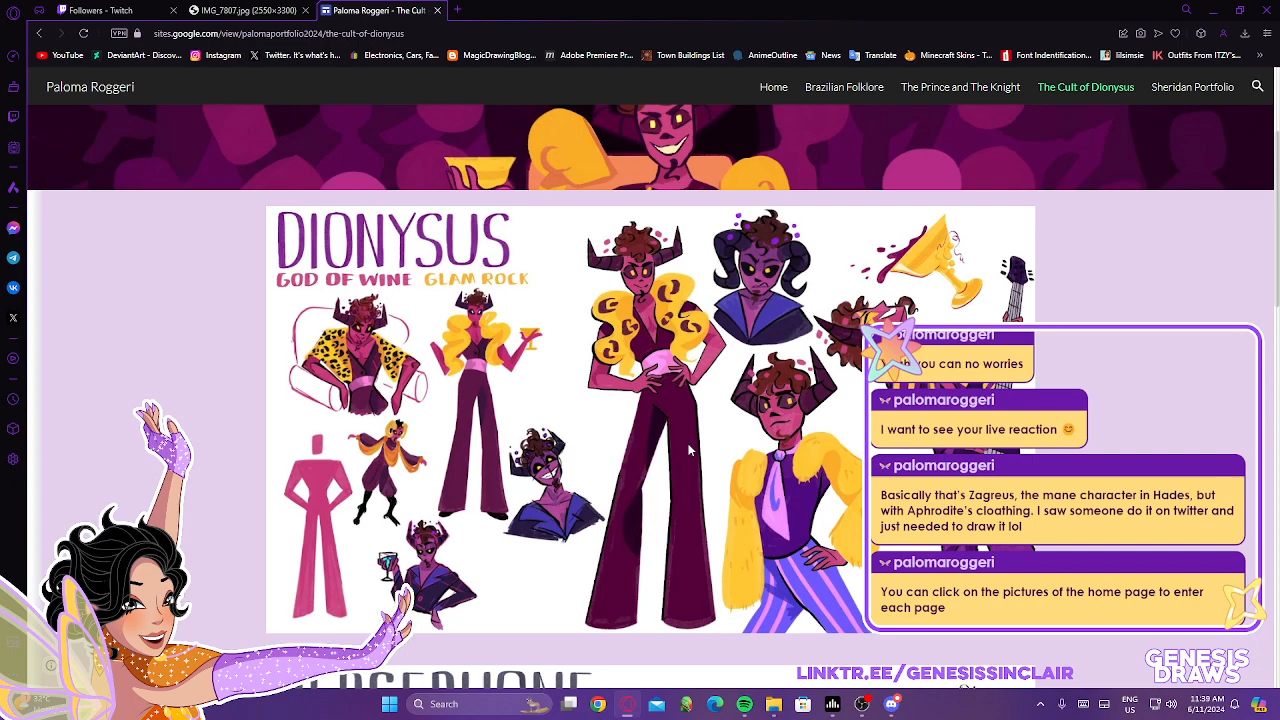 Followers - Twitch
IMG_7807.jpg (2550×3300)
Paloma Roggeri - The Cult
VPN
sites.google.com/view/palomaportfolio2024/the-cult-of-dionysus
YouTube
DeviantArt - Discov...
Instagram
Twitter. It's what's h...
Electronics, Cars, Fa...
MagicDrawingBlog...
Adobe Premiere Pr...
Town Buildings List
AnimeOutline
News
Translate
Minecraft Skins - T...
Font Indentification...
illsimsie
Outfits From ITZY's...
Paloma Roggeri
Home
Brazilian Folklore
The Prince and The Knight
The Cult of Dionysus
Sheridan Portfolio
DIONYSUS
GOD OF WINE GLAM ROCK
palomaroggeri
you can no worries
palomaroggeri
I want to see your live reaction 😊
palomaroggeri
Basically that's Zagreus, the mane character in Hades, but
with Aphrodite's cloathing. I saw someone do it on twitter and
just needed to draw it lol
palomaroggeri
You can click on the pictures of the home page to enter
each page
LINKTR.EE/GENESISSINCLAIR
GENESIS
DRAWS
Search
ENG
US
11:39 AM
6/21/2024